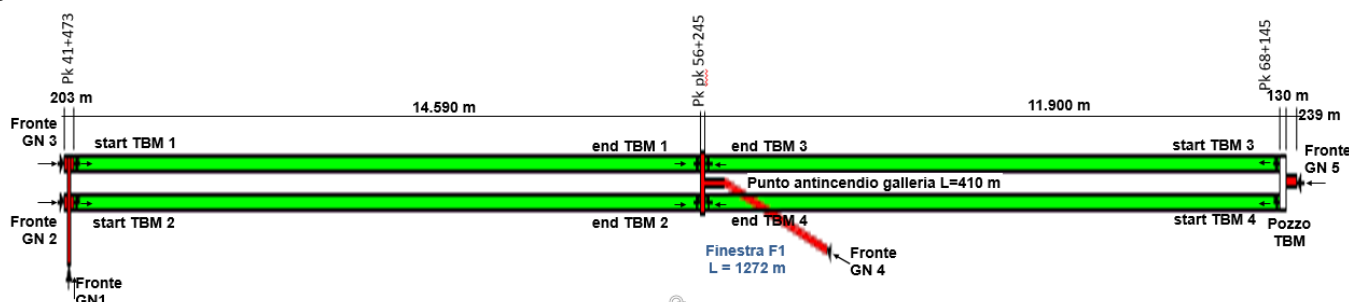 Pk 41+473
Pk pk 56+245
Pk 68+145
203 m
14.590 m
11.900 m
130 m
239 m
Fronte
GN 3
start TBM 1
end TBM 1
end TBM 3
start TBM 3
Fronte
GN 5
Punto antincendio galleria L=410 m
Fronte
GN 2
start TBM 2
end TBM 2
end TBM 4
start TBM 4
Pozzo
TBM
Finestra F1
L = 1272 m
Fronte
GN 4
Fronte
GN1